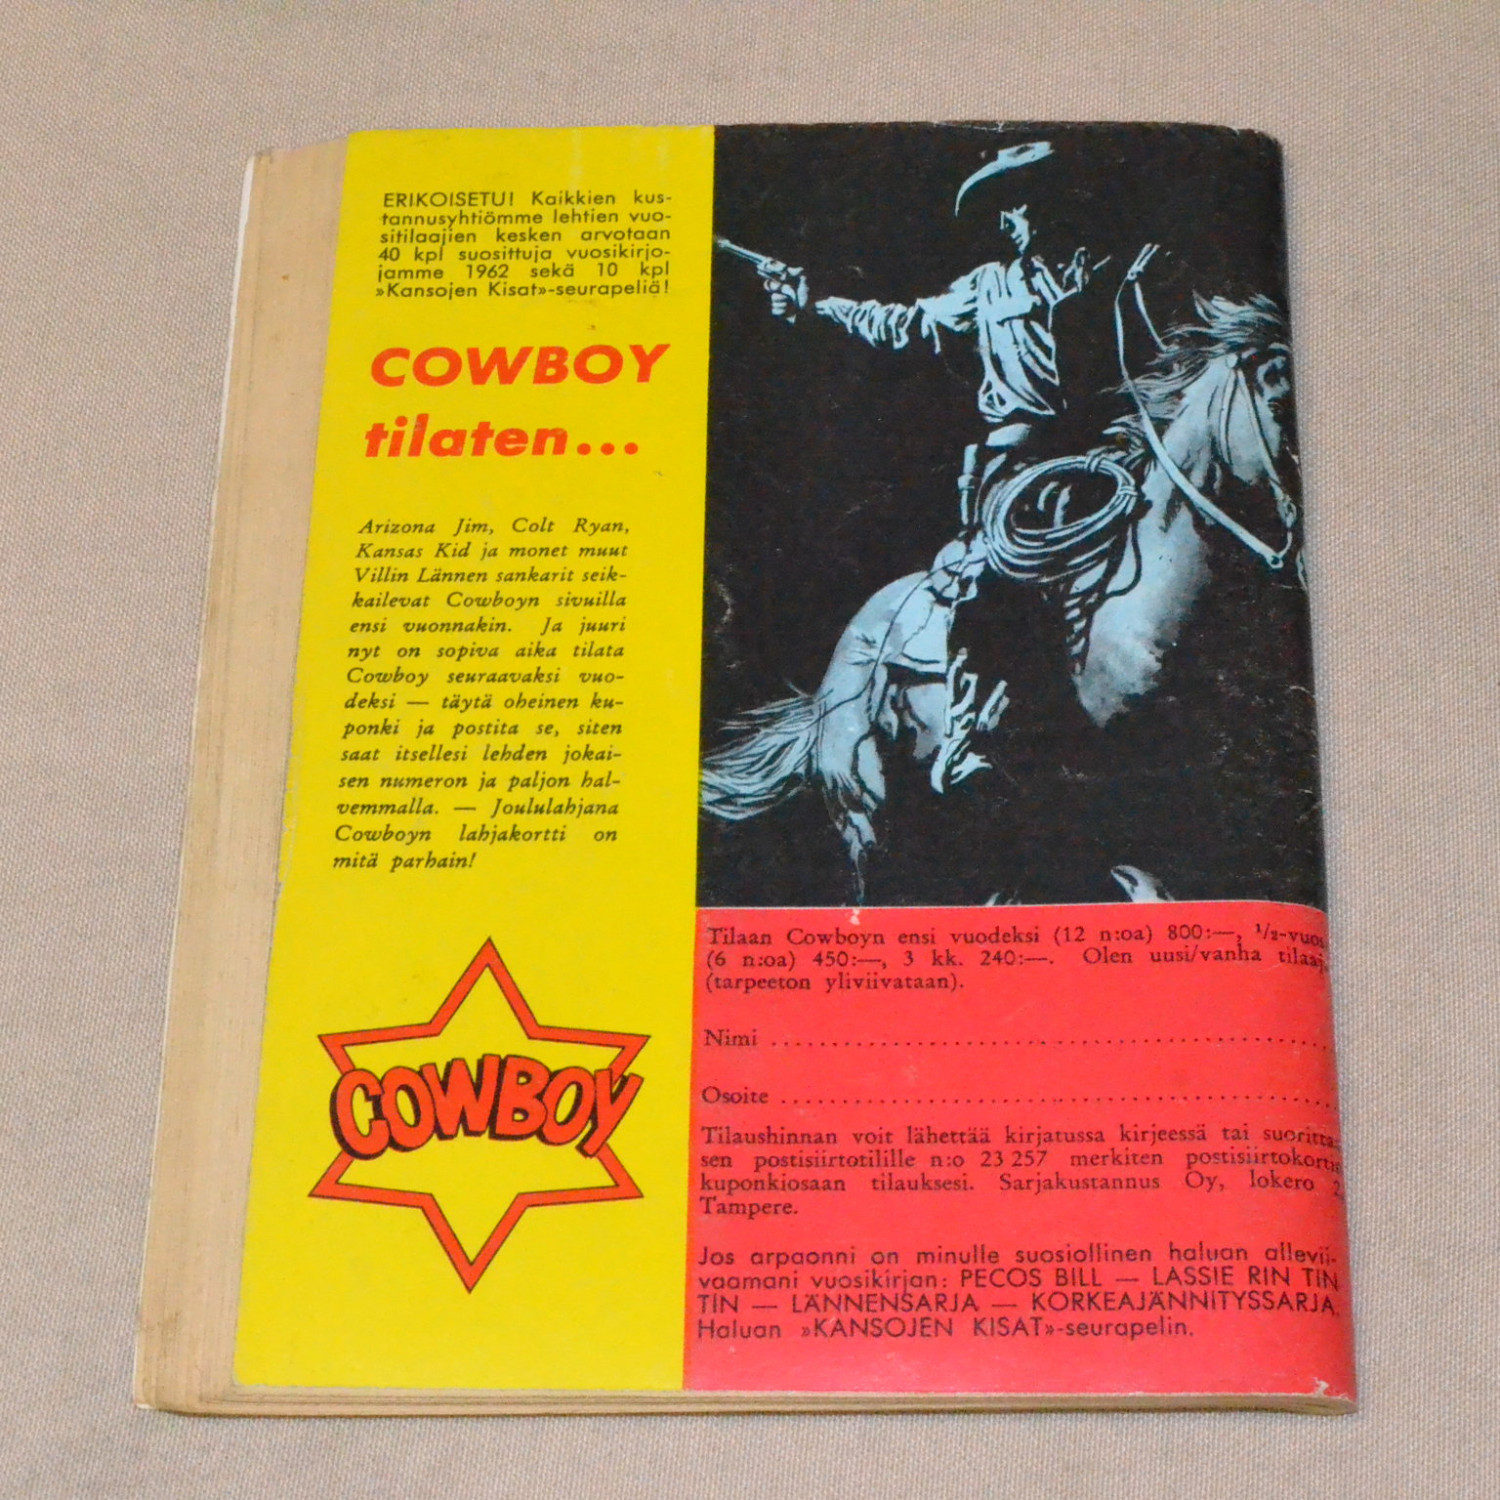 ERIKOISETU! Kaikkien kus-
tannusyhtiömme lehtien vuo-
sitilaajien kesken arvotaan
40 kpl suosittuja vuosikirjo-
jamme 1962 sekä 10 kpl
»Kansojen Kisat»-seurapeliä!
COWBOY
tilaten...
Arizona Jim, Colt Ryan,
Kansas Kid ja monet muut
Villin Lännen sankarit seik-
kailevat Cowboyn sivuilla
ensi vuonnakin. Ja juuri
nyt on sopiva aika tilata
Cowboy seuraavaksi vuo-
deksi — täytä oheinen ku-
ponki ja postita se, siten
saat itsellesi lehden jokai-
sen numeron ja paljon hal-
vemmalla. — Joululahjana
Cowboyn lahjakortti on
mitä parhain!
COWBOY
Tilaan Cowboyn ensi vuodeksi (12 n:oa) 800:—, ½-vuos.
(6 n:oa) 450:—, 3 kk. 240:—. Olen uusi/vanha tilaaj.
(tarpeeton yliviivataan).
Nimi
Osoite
Tilaushinnan voit lähettää kirjatussa kirjeessä tai suoritta-
sen postisiirtotilille n:o 23 257 merkiten
kuponkiosaan tilauksesi. Sarjakustannus Oy, lokero
Tampere.
Jos arpaonni on minulle suosiollinen haluan alleviі-
vaamani vuosikirjan: PECOS BILL — LASSIE RIN TIN
TIN — LÄNNENSARJA — KORKEAJÄNNITYSSARJA.
Haluan »KANSOJEN KISAT»-seurapelin.